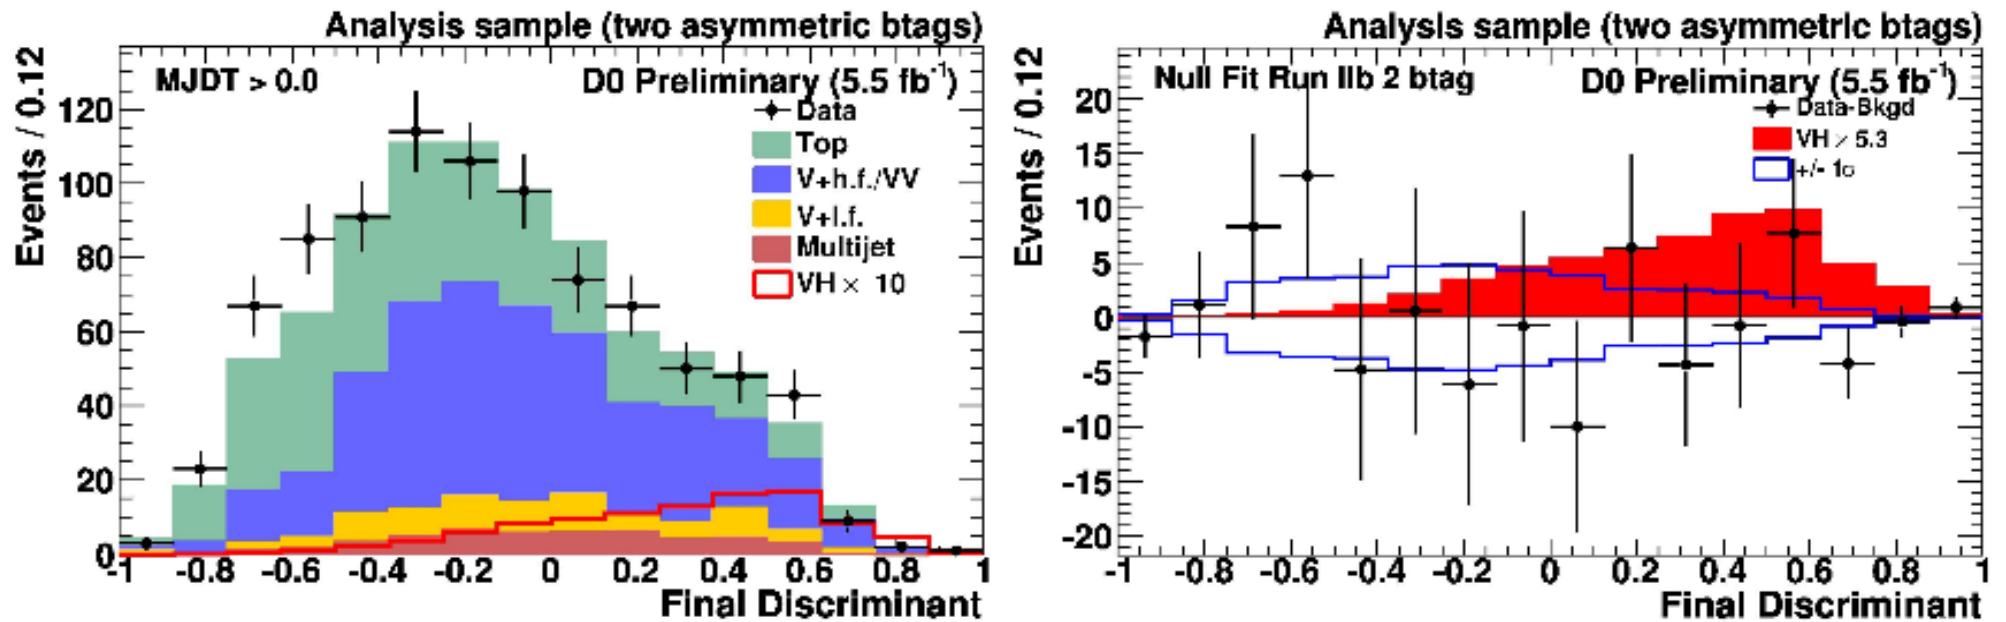 Analysis sample (two asymmetric btags)
MJDT > 0.0
D0 Preliminary (5.5 fb⁻¹)
Data
Top
V+h.f./VV
V+l.f.
Multijet
VH × 10
Events / 0.12
120
100
80
60
40
20
0
-1 -0.8 -0.6 -0.4 -0.2 0 0.2 0.4 0.6 0.8 1
Final Discriminant
Analysis sample (two asymmetric btags)
Null Fit Run IIb 2 btag
D0 Preliminary (5.5 fb⁻¹)
Data-Bkgd
VH × 5.3
+/- 1σ
Events / 0.12
20
15
10
5
0
-5
-10
-15
-20
-1 -0.8 -0.6 -0.4 -0.2 0 0.2 0.4 0.6 0.8 1
Final Discriminant